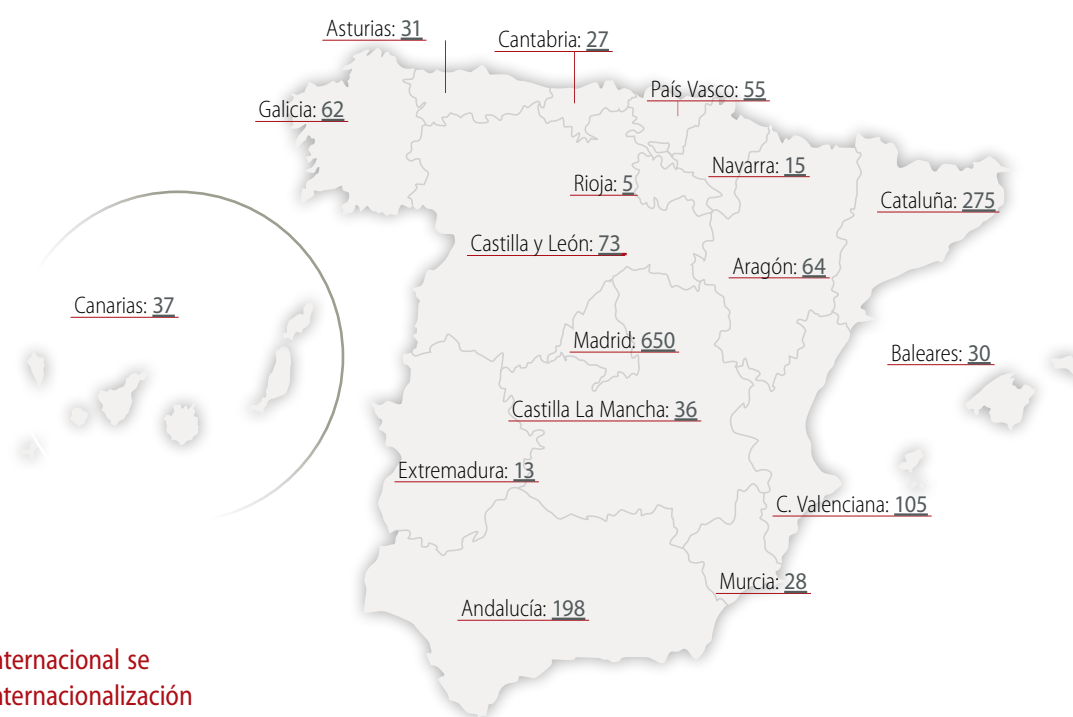 Asturias: 31
Cantabria: 27
País Vasco: 55
Galicia: 62
Navarra: 15
Rioja: 5
Cataluña: 275
Castilla y León: 73
Aragón: 64
Canarias: 37
Madrid: 650
Baleares: 30
Castilla La Mancha: 36
Extremadura: 13
C. Valenciana: 105
Murcia: 28
Andalucía: 198
nternacional se
nternacionalización